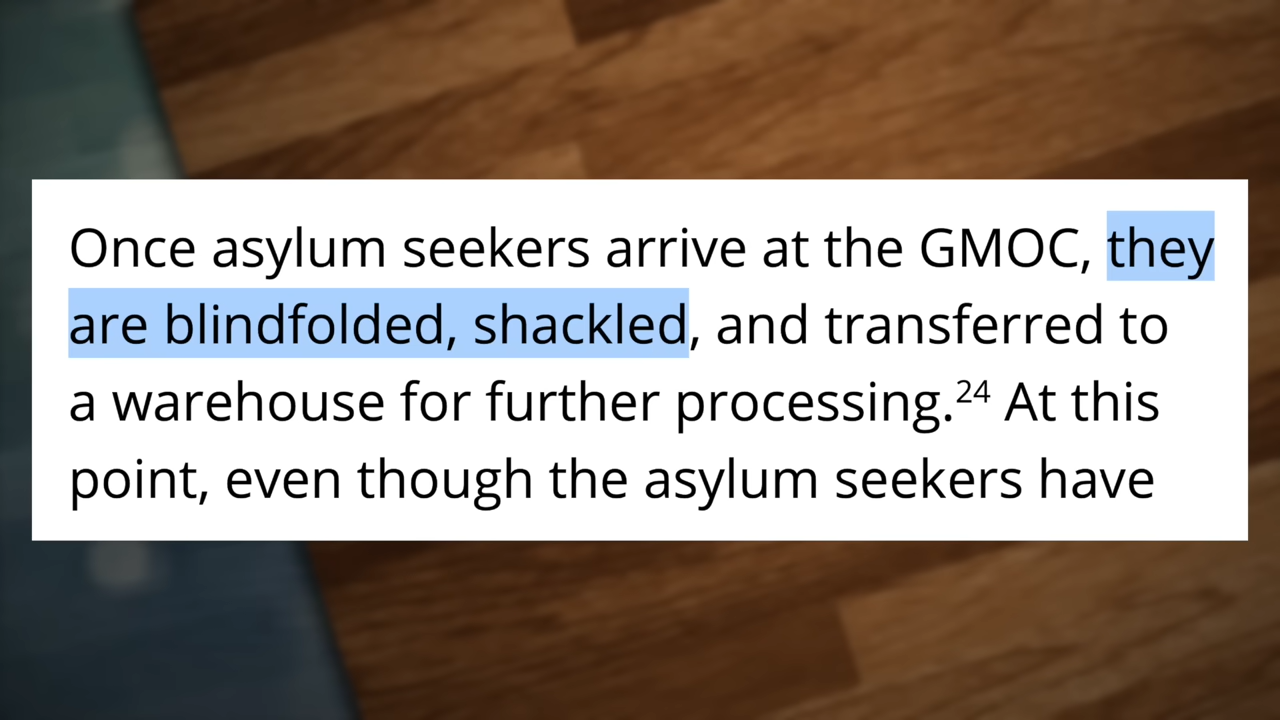 Once asylum seekers arrive at the GMOC, they
are blindfolded, shackled, and transferred to
a warehouse for further processing.²⁴ At this
point, even though the asylum seekers have